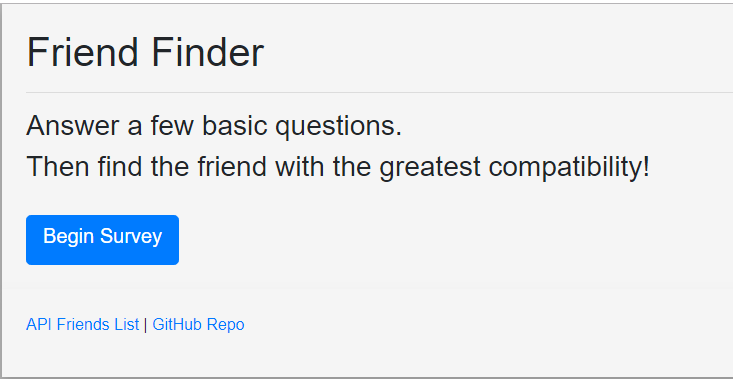 Friend Finder
Answer a few basic questions.
Then find the friend with the greatest compatibility!
Begin Survey
API Friends List | GitHub Repo